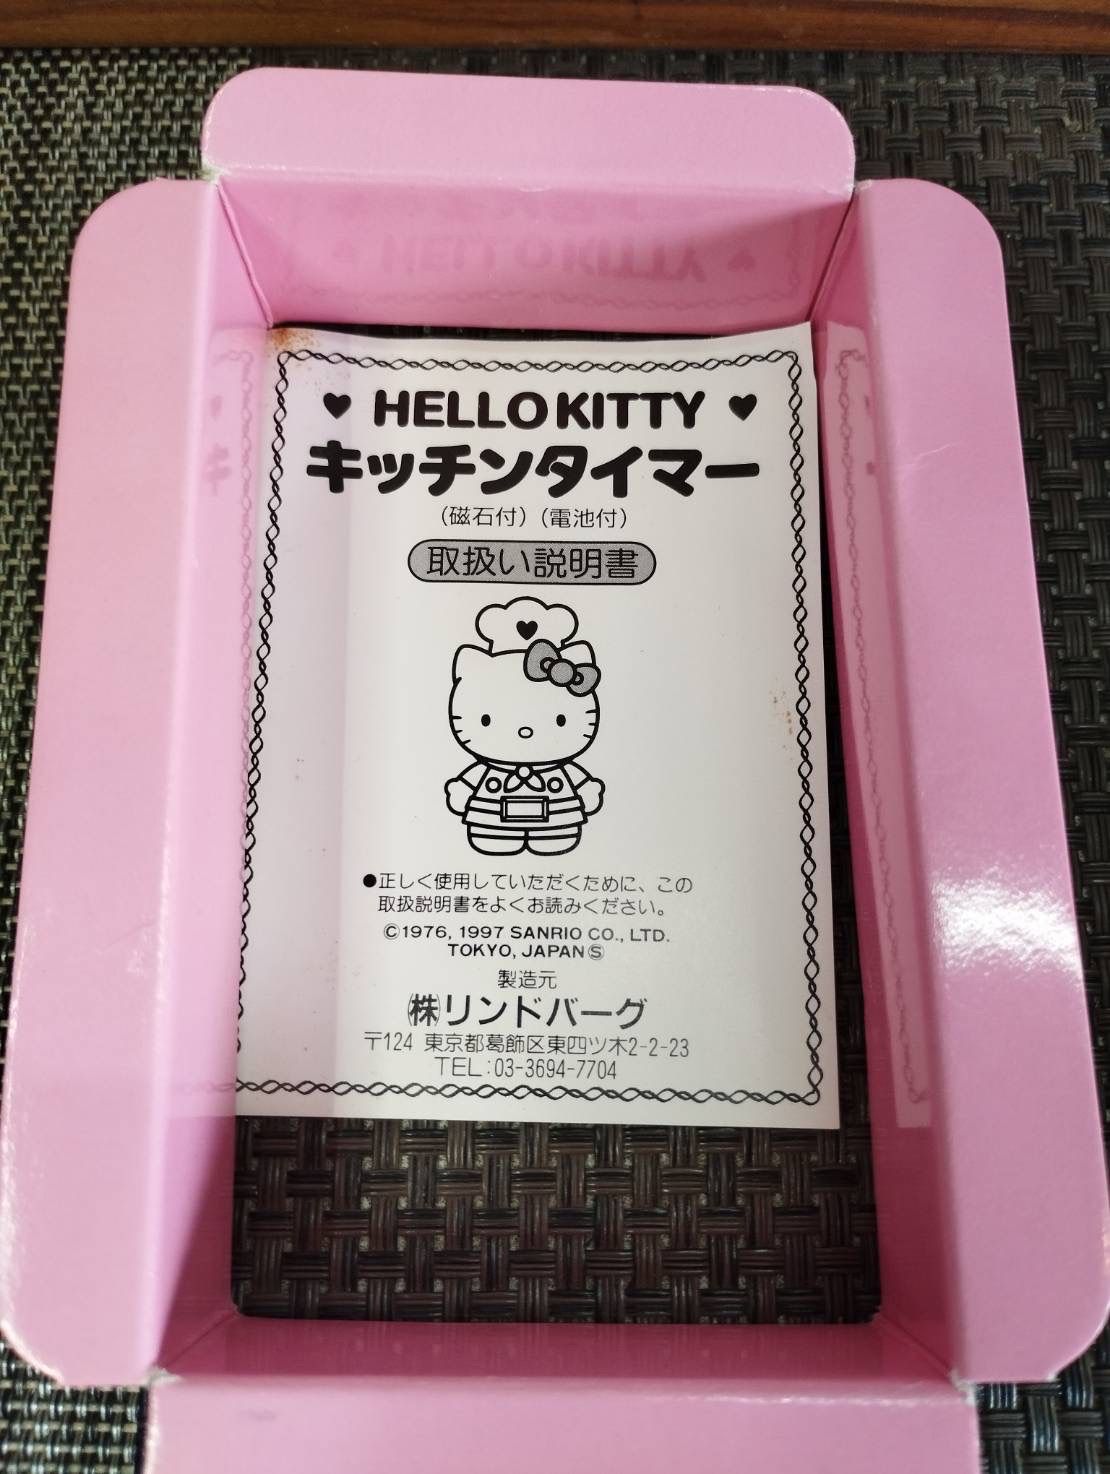 HELLO KITTY
キッチンタイマー
(磁石付)(電池付)
取扱い説明書
●正しく使用していただくために、この
取扱説明書をよくお読みください。
©1976, 1997 SANRIO CO., LTD.
TOKYO, JAPAN Ⓢ
製造元
㈱リンドバーグ
〒124 東京都葛飾区東四ツ木2-2-23
TEL:03-3694-7704